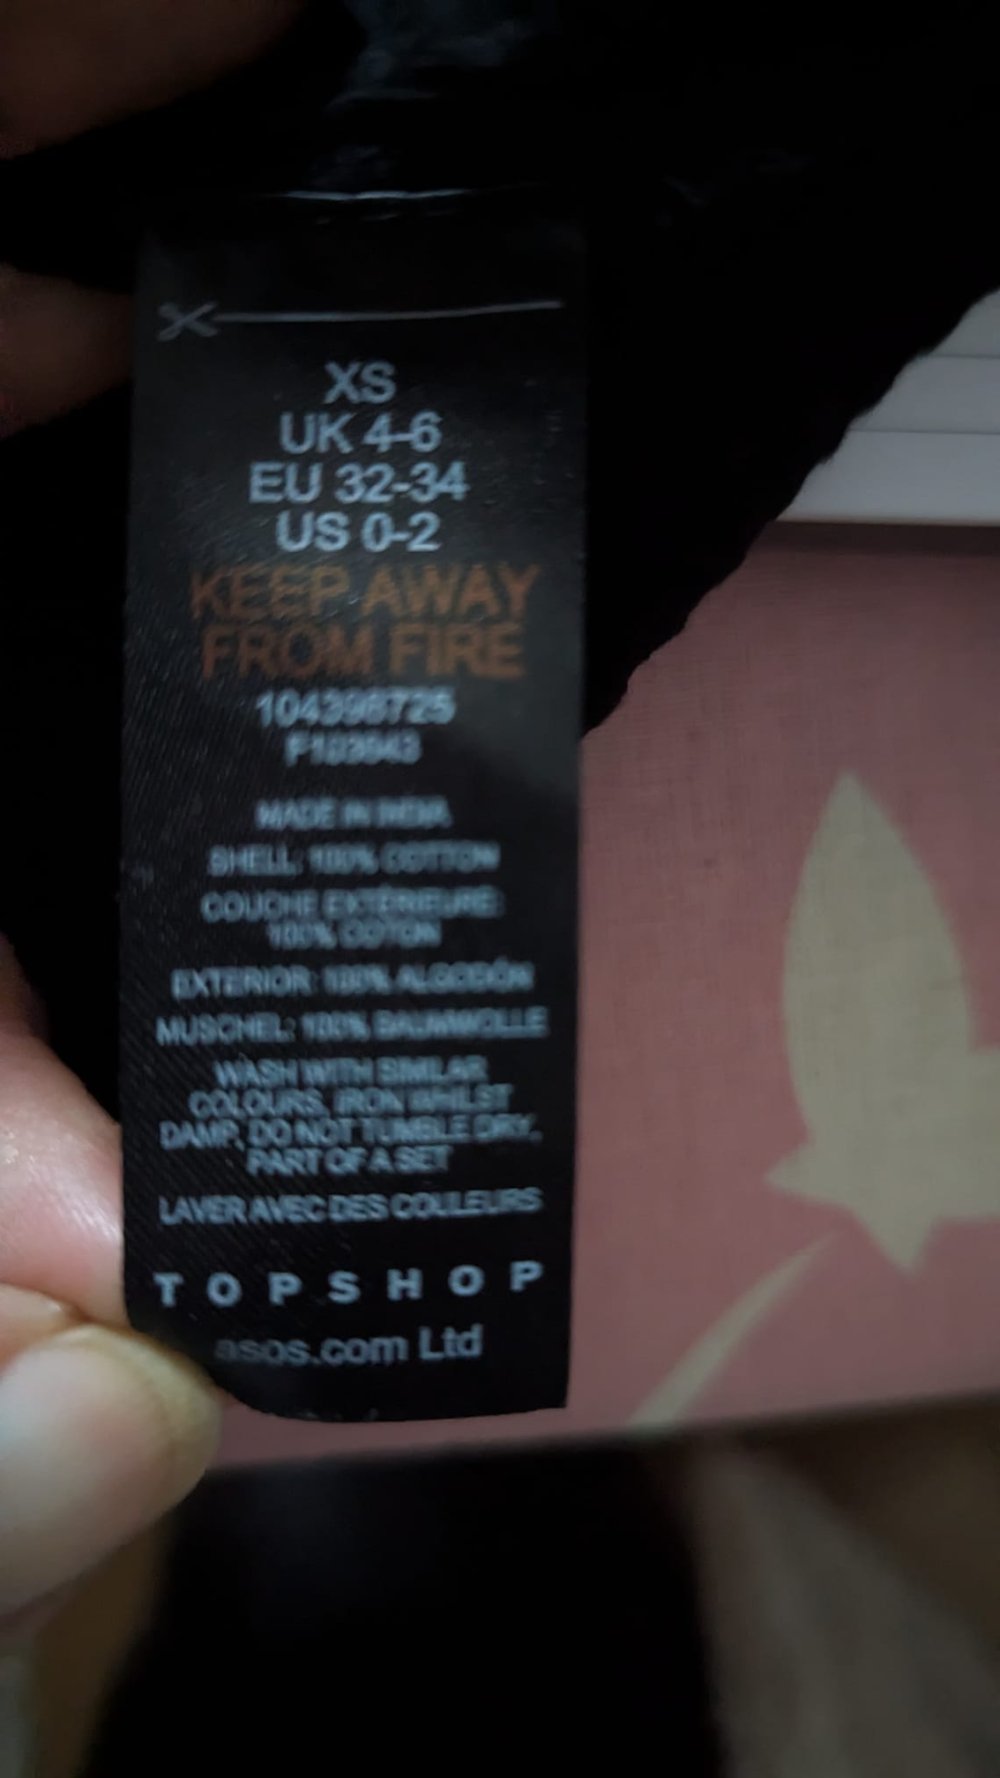 XS
UK 4-6
EU 32-34
US 0-2
KEEP AWAY
FROM FIRE
104398725
MADE IN INDIA
SHELL: 100% COTTON
COUCHE EXTÉRIEURE:
100% COTON
EXTERIOR: 100% ALGODÓN
MUSCHEL: 100% BAUMWOLLE
WASH WITH SIMILAR
COLOURS, IRON WHILST
DAMP, DO NOT TUMBLE DRY,
PART OF A SET
LAVER AVEC DES COULEURS
TOPSHOP
asos.com Ltd